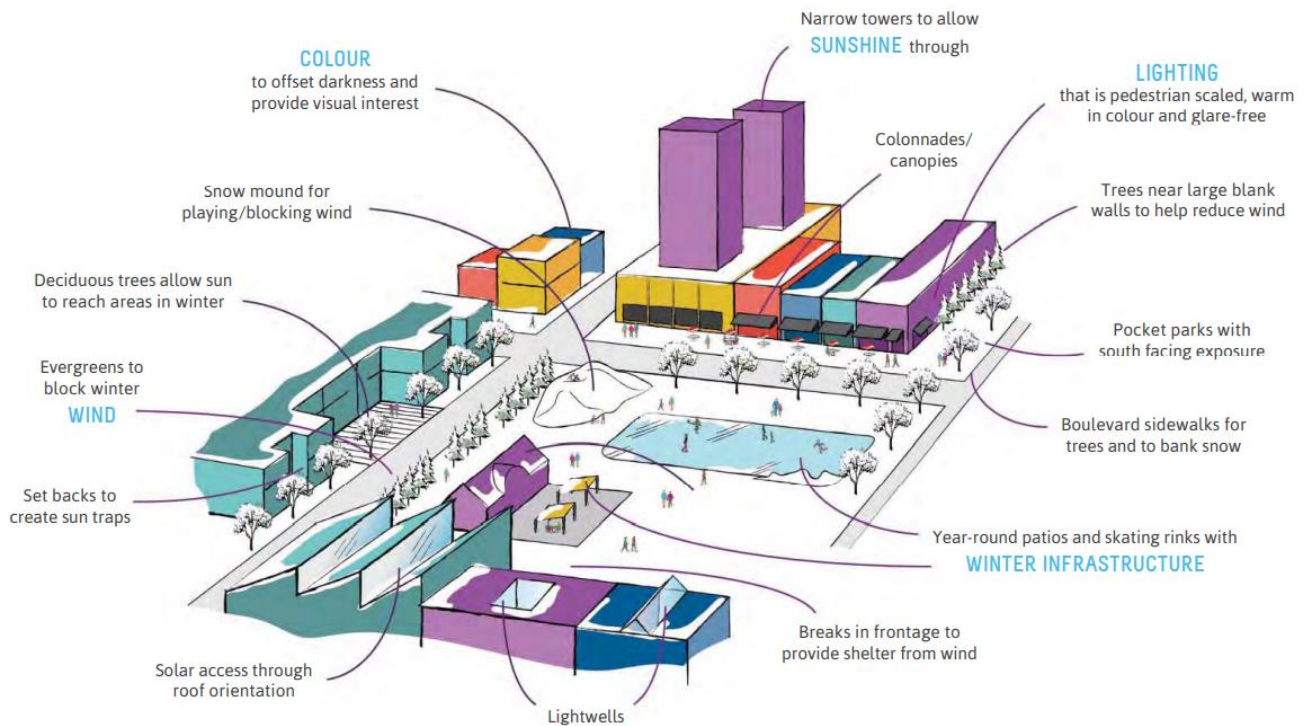 Narrow towers to allow
SUNSHINE through
COLOUR
to offset darkness and
provide visual interest
LIGHTING
that is pedestrian scaled, warm
in colour and glare-free
Colonnades/
canopies
Snow mound for
playing/blocking wind
Trees near large blank
walls to help reduce wind
Deciduous trees allow sun
to reach areas in winter
Pocket parks with
south facing exposure
Evergreens to
block winter
WIND
Boulevard sidewalks for
trees and to bank snow
Set backs to
create sun traps
Year-round patios and skating rinks with
WINTER INFRASTRUCTURE
Breaks in frontage to
provide shelter from wind
Solar access through
roof orientation
Lightwells